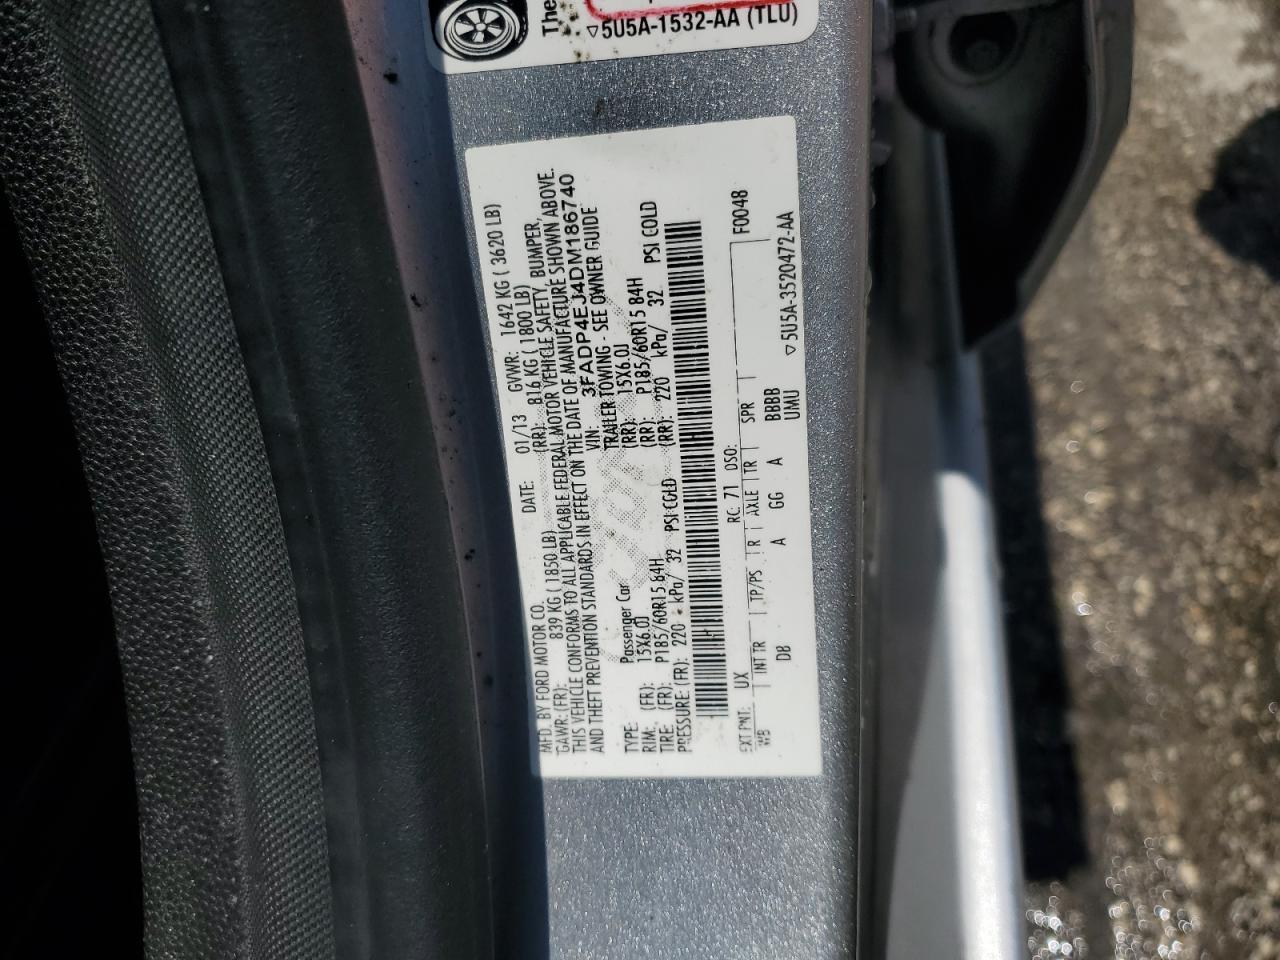 The
▽5U5A-1532-AA (TLU)
MFD. BY FORD MOTOR CO. DATE: 01/13 GVWR: 1642 KG ( 3620 LB)
GAWR: (FR): 839 KG ( 1850 LB) (RR): 816 KG ( 1800 LB)
THIS VEHICLE CONFORMS TO ALL APPLICABLE FEDERAL MOTOR VEHICLE SAFETY, BUMPER,
AND THEFT PREVENTION STANDARDS IN EFFECT ON THE DATE OF MANUFACTURE SHOWN ABOVE.
VIN: 3FADP4EJ4DM186740
TYPE: Passenger Car TRAILER TOWING - SEE OWNER GUIDE
RIM: (FR): 15X6.0J (RR): 15X6.0J
TIRE: (FR): P185/60R15 84H (RR): P185/60R15 84H
PRESSURE: (FR): 220 kPa/ 32 PSI COLD (RR): 220 kPa/ 32 PSI COLD
EXT PNT: UX RC: 71 DSO: F0048
WB INT TR TP/PS R AXLE TR SPR
DB A GG A BBBB
UMU
▽5U5A-3520472-AA